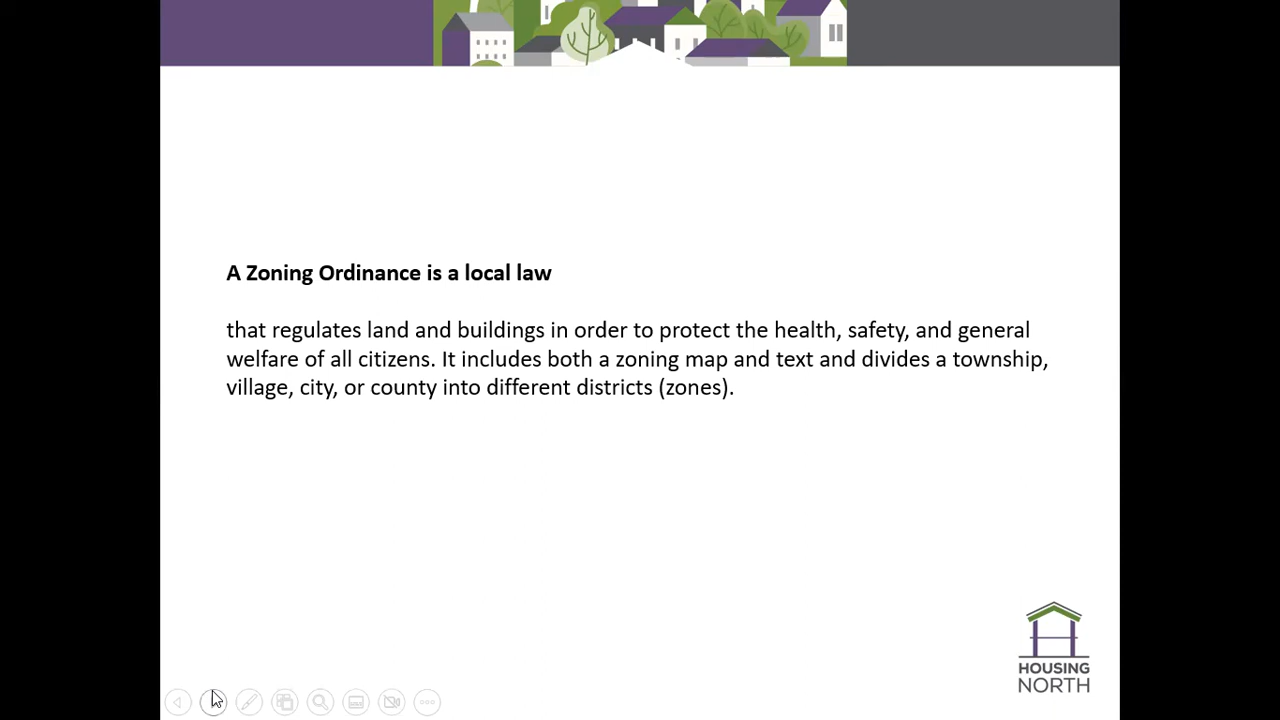 A Zoning Ordinance is a local law
that regulates land and buildings in order to protect the health, safety, and general
welfare of all citizens. It includes both a zoning map and text and divides a township,
village, city, or county into different districts (zones).
HOUSING
NORTH